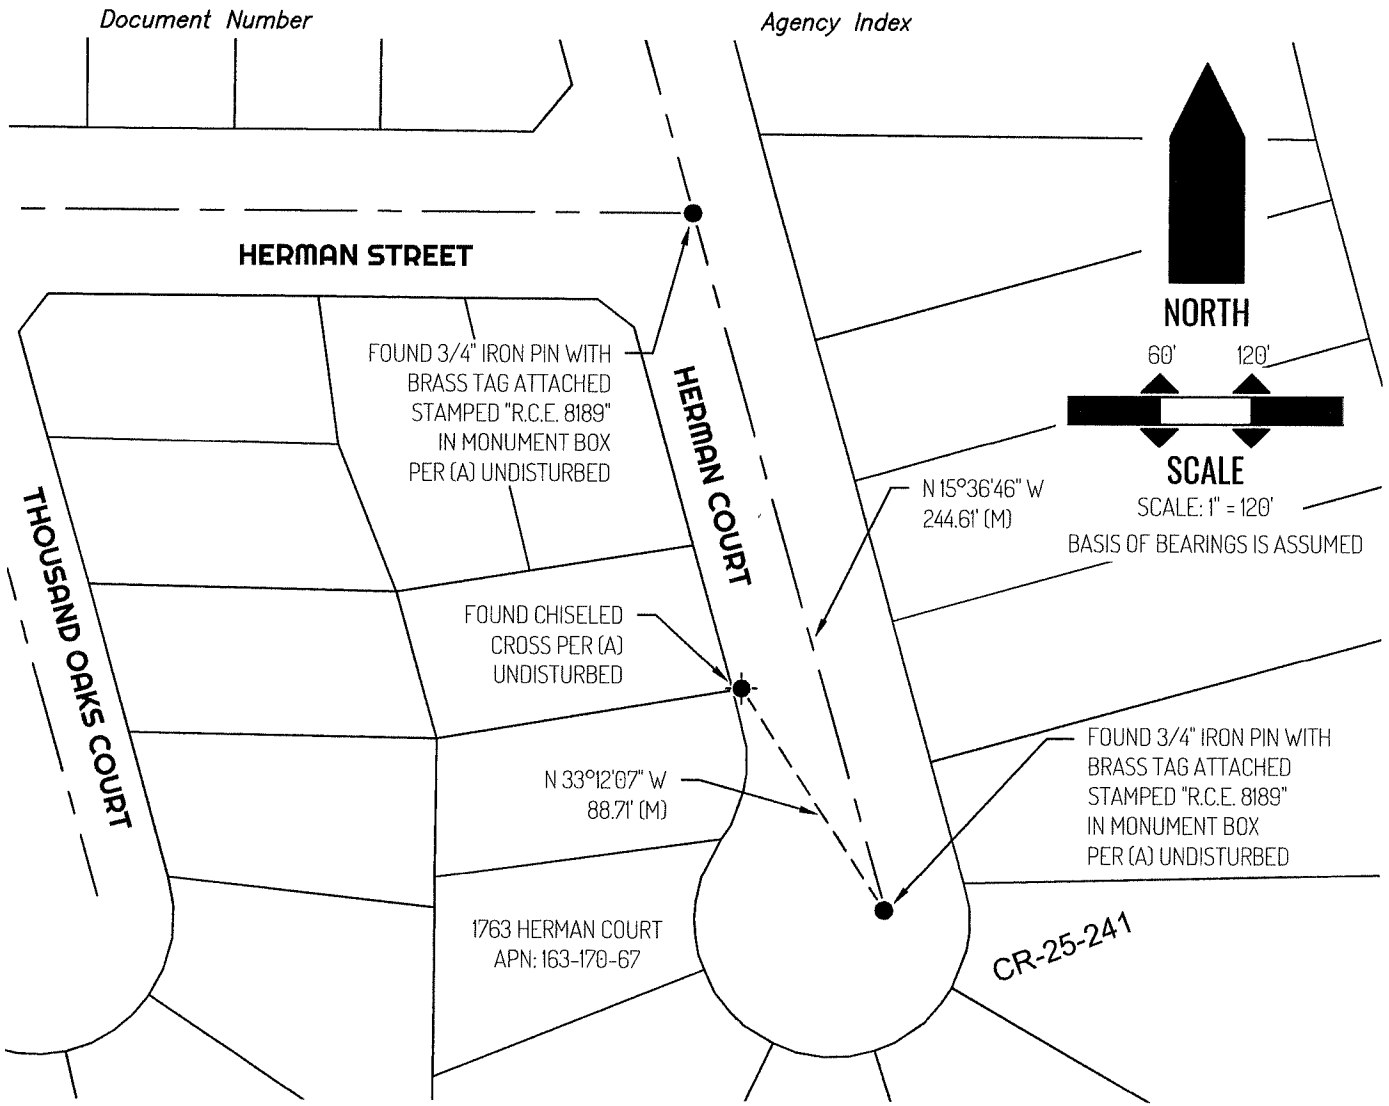 Document Number
Agency Index
HERMAN STREET
NORTH
60' 120'
SCALE
SCALE: 1" = 120'
BASIS OF BEARINGS IS ASSUMED
FOUND 3/4" IRON PIN WITH
BRASS TAG ATTACHED
STAMPED "R.C.E. 8189"
IN MONUMENT BOX
PER (A) UNDISTURBED
HERMAN COURT
N 15°36'46" W
244.61' (M)
THOUSAND OAKS COURT
FOUND CHISELED
CROSS PER (A)
UNDISTURBED
N 33°12'07" W
88.71' (M)
FOUND 3/4" IRON PIN WITH
BRASS TAG ATTACHED
STAMPED "R.C.E. 8189"
IN MONUMENT BOX
PER (A) UNDISTURBED
1763 HERMAN COURT
APN: 163-170-67
CR-25-241